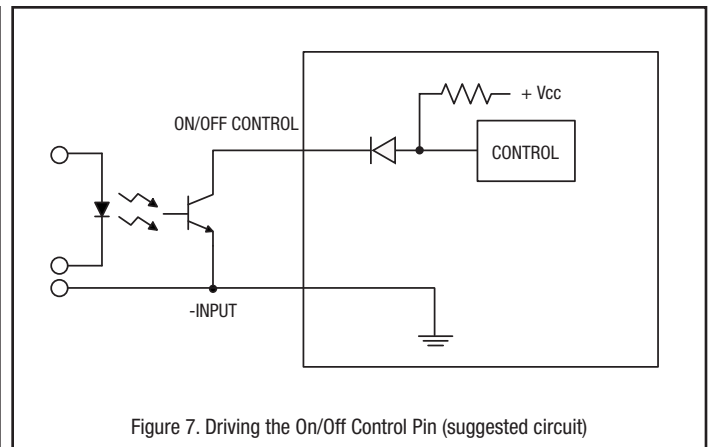 + Vcc
ON/OFF CONTROL
CONTROL
-INPUT
Figure 7. Driving the On/Off Control Pin (suggested circuit)